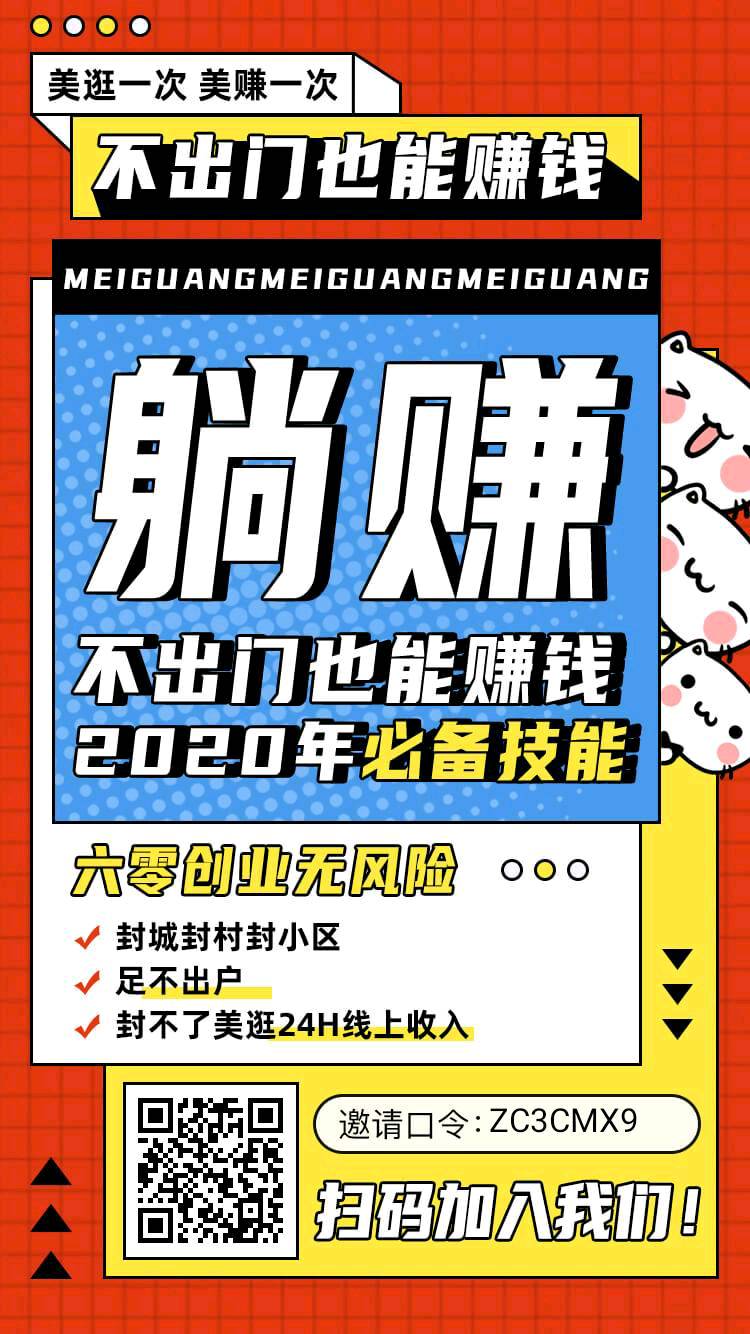 美逛一次 美赚一次
不出门也能赚钱
MEIGUANGMEIGUANGMEIGUANG
躺赚
不出门也能赚钱
2020年必备技能
六零创业无风险
封城封村封小区
足不出户
封不了美逛24H线上收入
邀请口令:ZC3CMX9
扫码加入我们!